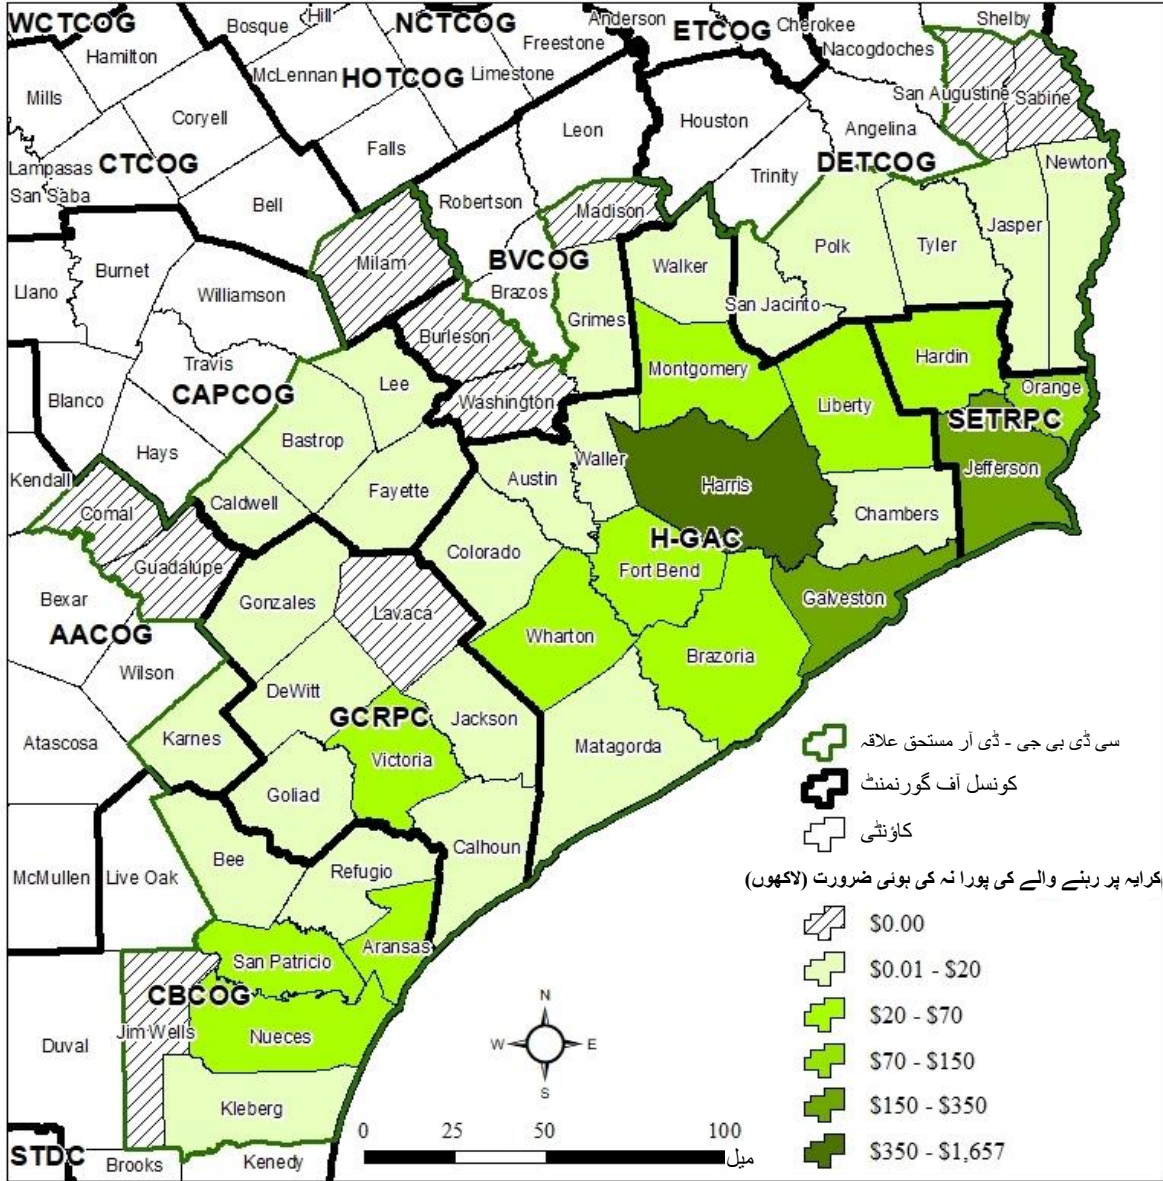 WCTCOG
Hill
Bosque
NCTCOG
Anderson
ETCOG
Cherokee
Shelby
Hamilton
Freestone
Nacogdoches
McLennan
HOTCOG
Limestone
Mills
San Augustine
Sabine
Coryell
Leon
Houston
Angelina
Falls
Lampasas
CTCOG
DETCOG
Newton
Trinity
San Saba
Bell
Robertson
Madison
Jasper
Polk
Tyler
Milam
BVCOG
Walker
Burnet
Llano
Williamson
Brazos
San Jacinto
Grimes
Burleson
Travis
Hardin
Montgomery
Lee
CAPCOG
Orange
Blanco
Washington
Liberty
SETRPC
Bastrop
Hays
Waller
Jefferson
Kendall
Austin
Harris
Fayette
Caldwell
Comal
Chambers
H-GAC
Colorado
Guadalupe
Fort Bend
Bexar
Gonzales
Lavaca
Galveston
AACOG
Wharton
Brazoria
Wilson
DeWitt
GCRPC
Jackson
Atascosa
Karnes
Matagorda
Victoria
Goliad
Calhoun
Bee
Refugio
McMullen
Live Oak
Aransas
San Patricio
CBCOG
Jim Wells
Nueces
Duval
Kleberg
STDC
Brooks
Kenedy
سی ڈی بی جی - ڈی آر مستحق علاقہ
کونسل آف گورنمنٹ
کاؤنٹی
کرایہ پر رہنے والے کی پورا نہ کی ہوئی ضرورت (لاکھوں)
$0.00
$0.01 - $20
$20 - $70
$70 - $150
$150 - $350
$350 - $1,657
N
W E
S
0 25 50 100
میل